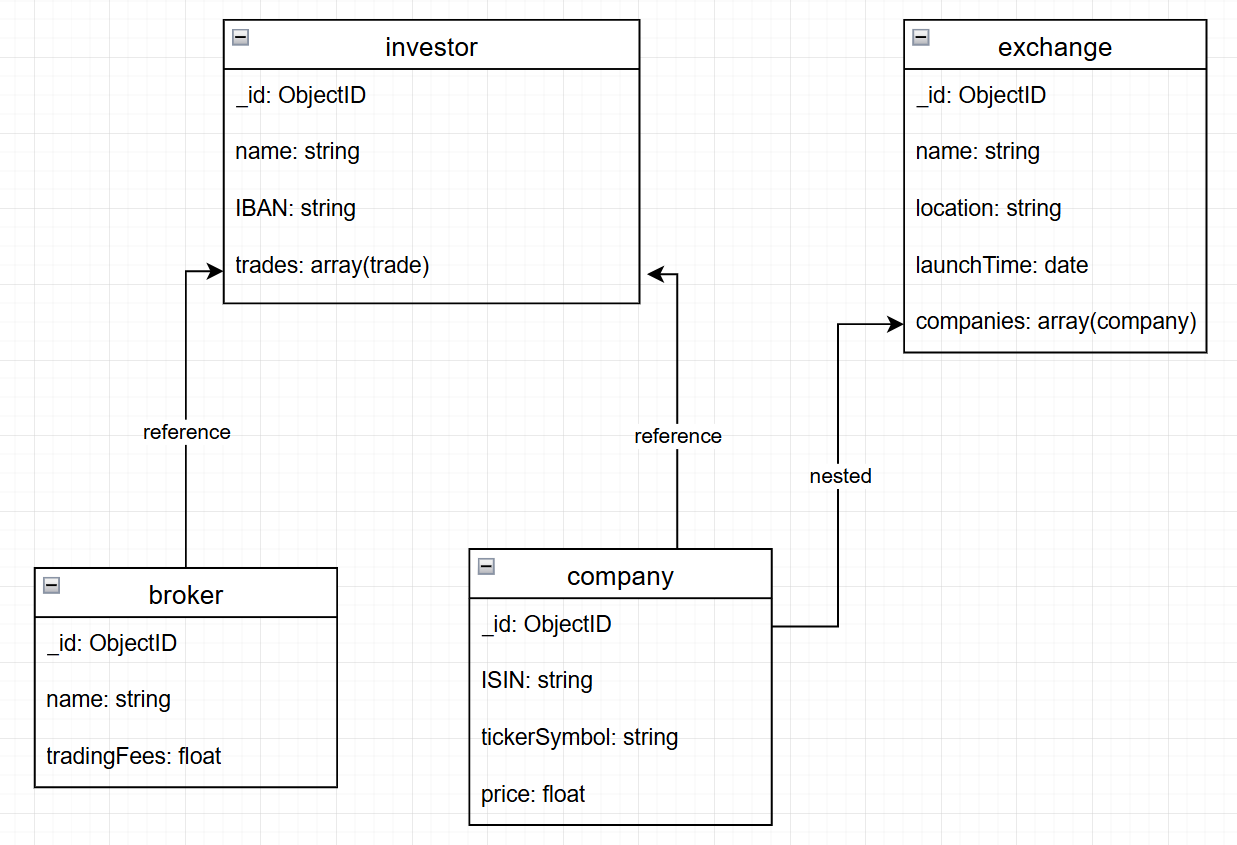 investor
_id: ObjectID
name: string
IBAN: string
trades: array(trade)
exchange
_id: ObjectID
name: string
location: string
launchTime: date
companies: array(company)
reference
reference
nested
broker
_id: ObjectID
name: string
tradingFees: float
company
_id: ObjectID
ISIN: string
tickerSymbol: string
price: float